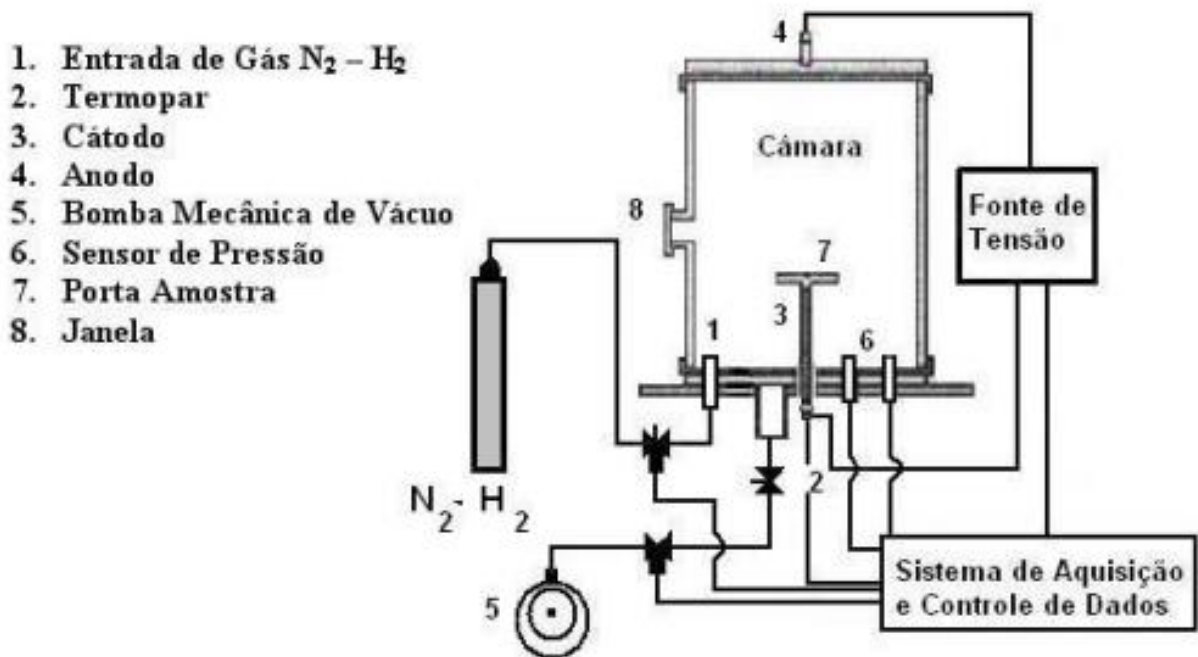 1. Entrada de Gás N₂ – H₂
2. Termopar
3. Cátodo
4. Anodo
5. Bomba Mecânica de Vácuo
6. Sensor de Pressão
7. Porta Amostra
8. Janela
4
Câmara
8
Fonte de
Tensão
7
3
1
6
2
N₂- H₂
Sistema de Aquisição
e Controle de Dados
5